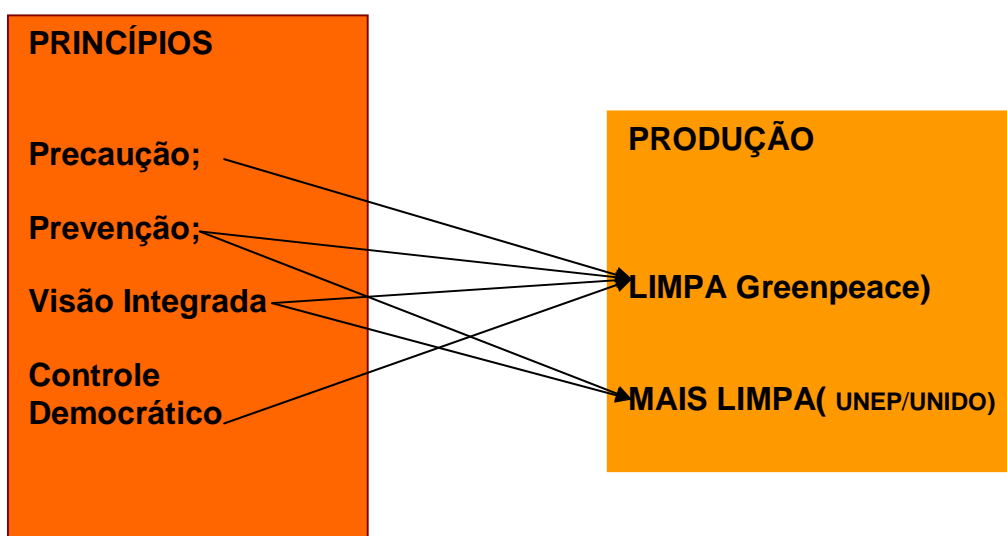 PRINCÍPIOS
Precaução;
Prevenção;
Visão Integrada
Controle
Democrático
PRODUÇÃO
LIMPA Greenpeace)
MAIS LIMPA( UNEP/UNIDO)